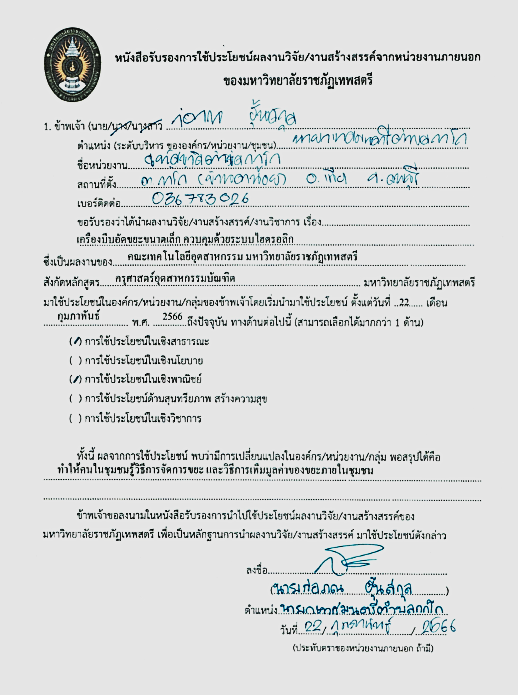 หนังสือรับรองการใช้ประโยชน์ผลงานวิจัย/งานสร้างสรรค์จากหน่วยงานภายนอก
ของมหาวิทยาลัยราชภัฏเทพสตรี
1. ข้าพเจ้า (นาย/นาง/นางสาว)
ตำแหน่ง (ระดับบริหาร ขององค์กร/หน่วยงาน/ชุมชน)
ชื่อหน่วยงาน
สถานที่ตั้ง
เบอร์ติดต่อ 036783026
ขอรับรองว่าได้นำผลงานวิจัย/งานสร้างสรรค์/งานวิชาการ เรื่อง
เครื่องบีบอัดขยะขนาดเล็ก ควบคุมด้วยระบบไฮดรอลิก
ซึ่งเป็นผลงานของ คณะเทคโนโลยีอุตสาหกรรม มหาวิทยาลัยราชภัฏเทพสตรี
สังกัดหลักสูตร ครุศาสตร์อุตสาหกรรมบัณฑิต มหาวิทยาลัยราชภัฏเทพสตรี
มาใช้ประโยชน์ในองค์กร/หน่วยงาน/กลุ่มของข้าพเจ้าโดยเริ่มนำมาใช้ประโยชน์ ตั้งแต่วันที่ 22 เดือน
กุมภาพันธ์ พ.ศ. 2566 ถึงปัจจุบัน ทางด้านต่อไปนี้ (สามารถเลือกได้มากกว่า 1 ด้าน)
(/) การใช้ประโยชน์ในเชิงสาธารณะ
( ) การใช้ประโยชน์ในเชิงนโยบาย
(/) การใช้ประโยชน์ในเชิงพาณิชย์
( ) การใช้ประโยชน์ด้านสุนทรียภาพ สร้างความสุข
( ) การใช้ประโยชน์ในเชิงวิชาการ
ทั้งนี้ ผลจากการใช้ประโยชน์ พบว่ามีการเปลี่ยนแปลงในองค์กร/หน่วยงาน/กลุ่ม พอสรุปได้คือ
ทำให้คนในชุมชนรู้วิธีการจัดการขยะ และวิธีการเพิ่มมูลค่าของขยะภายในชุมชน
ข้าพเจ้าขอลงนามในหนังสือรับรองการนำไปใช้ประโยชน์ผลงานวิจัย/งานสร้างสรรค์ของ
มหาวิทยาลัยราชภัฏเทพสตรี เพื่อเป็นหลักฐานการนำผลงานวิจัย/งานสร้างสรรค์ มาใช้ประโยชน์ดังกล่าว
ลงชื่อ
ตำแหน่ง
วันที่ 22/ กุมภาพันธ์ / 2566
(ประทับตราของหน่วยงานภายนอก ถ้ามี)